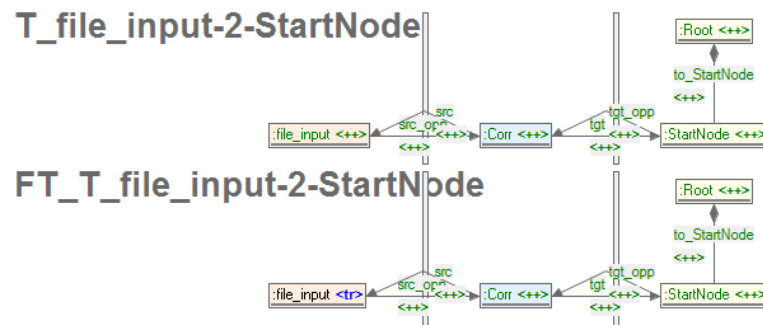 T_file_input-2-StartNode
:Root <++>
to_StartNode
<++>
src
tgt_opp
src_opp
<++>
tgt
<++>
:file_input <++>
:Corr <++>
:StartNode <++>
<++>
<++>
FT_T_file_input-2-StartNode
:Root <++>
to_StartNode
<++>
src
tgt_opp
src_opp
<++>
tgt
<++>
:file_input <tr>
:Corr <++>
:StartNode <++>
<++>
<++>